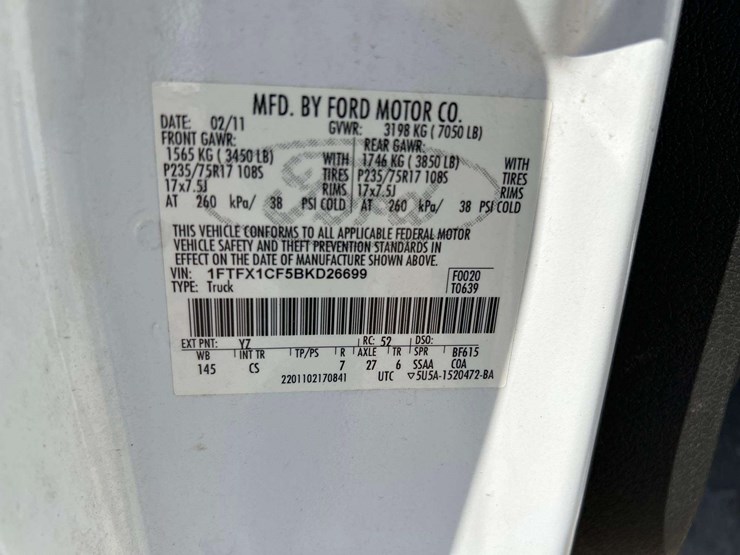 MFD. BY FORD MOTOR CO.
DATE: 02/11 GVWR: 3198 KG ( 7050 LB)
FRONT GAWR: REAR GAWR:
1565 KG ( 3450 LB) WITH 1746 KG ( 3850 LB) WITH
P235/75R17 108S TIRES P235/75R17 108S TIRES
17x7.5J RIMS 17x7.5J RIMS
AT 260 kPa/ 38 PSI COLD AT 260 kPa/ 38 PSI COLD
THIS VEHICLE CONFORMS TO ALL APPLICABLE FEDERAL MOTOR
VEHICLE SAFETY AND THEFT PREVENTION STANDARDS IN
EFFECT ON THE DATE OF MANUFACTURE SHOWN ABOVE.
VIN: 1FTFX1CF5BKD26699 F0020
TYPE: Truck T0639
EXT PNT: YZ RC: 52 DSO:
WB INT TR TP/PS R AXLE TR SPR BF615
145 CS 7 27 6 SSAA COA
2201102170841 UTC ▽5U5A-1520472-BA
Ford